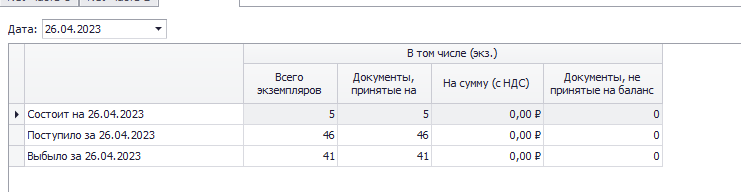 Дата: 26.04.2023
В том числе (экз.)
Всего экземпляров
Документы, принятые на
На сумму (с НДС)
Документы, не принятые на баланс
Состоит на 26.04.2023 5 5 0,00 ₽ 0
Поступило за 26.04.2023 46 46 0,00 ₽ 0
Выбыло за 26.04.2023 41 41 0,00 ₽ 0